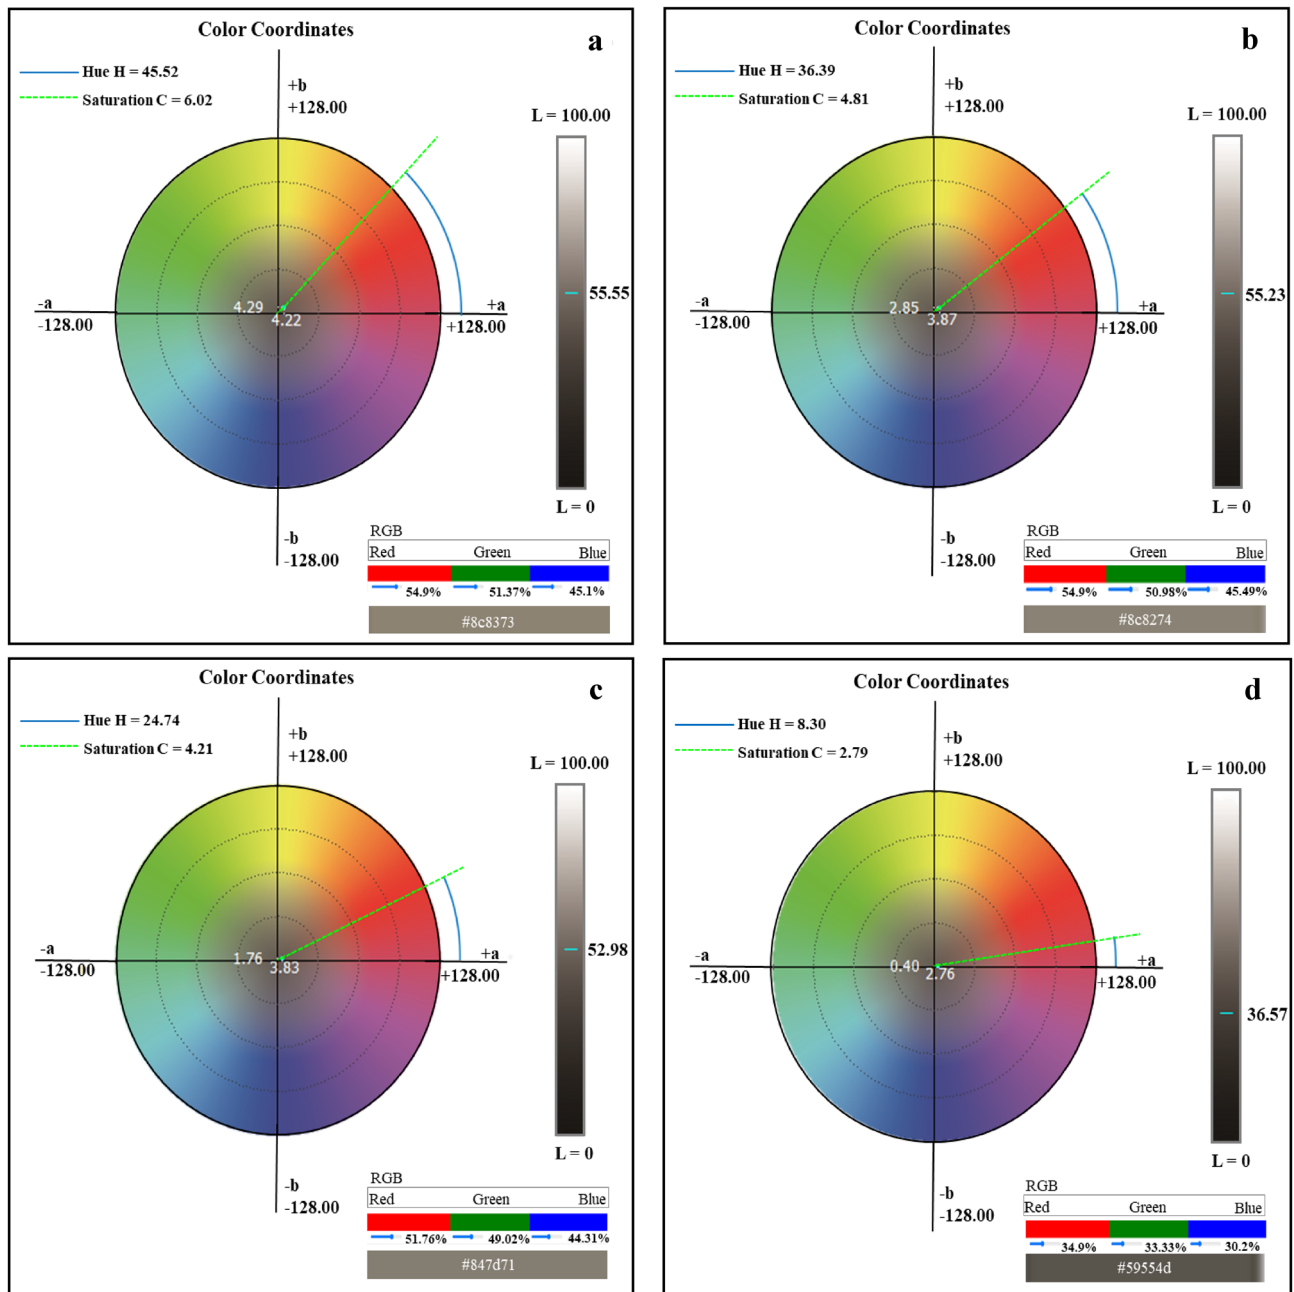 Color Coordinates
a
Hue H = 45.52
Saturation C = 6.02
+b
+128.00
L = 100.00
55.55
-a
-128.00
4.29
4.22
+a
+128.00
L = 0
-b
-128.00
RGB
Red Green Blue
54.9% 51.37% 45.1%
#8c8373
Color Coordinates
b
Hue H = 36.39
Saturation C = 4.81
+b
+128.00
L = 100.00
55.23
-a
-128.00
2.85
3.87
+a
+128.00
L = 0
-b
-128.00
RGB
Red Green Blue
54.9% 50.98% 45.49%
#8c8274
Color Coordinates
c
Hue H = 24.74
Saturation C = 4.21
+b
+128.00
L = 100.00
52.98
-a
-128.00
1.76
3.83
+a
+128.00
L = 0
-b
-128.00
RGB
Red Green Blue
51.76% 49.02% 44.31%
#847d71
Color Coordinates
d
Hue H = 8.30
Saturation C = 2.79
+b
+128.00
L = 100.00
36.57
-a
-128.00
0.40
2.76
+a
+128.00
L = 0
-b
-128.00
RGB
Red Green Blue
34.9% 33.33% 30.2%
#59554d